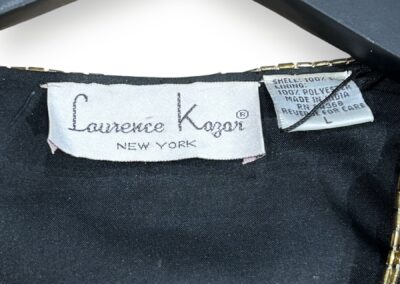 Laurence Kazar®
NEW YORK
SHELL: 100%
LINING:
100% POLYESTER
MADE IN INDIA
RN
REVERSE FOR CARE
L